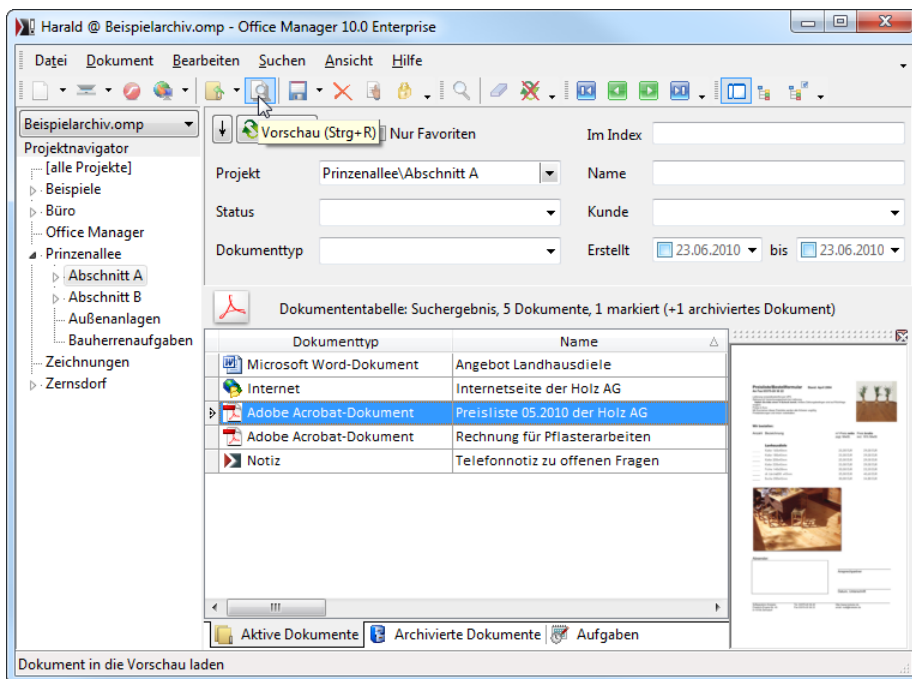 Harald @ Beispielarchiv.omp - Office Manager 10.0 Enterprise
Datei Dokument Bearbeiten Suchen Ansicht Hilfe
Beispielarchiv.omp
Vorschau (Strg+R)
Nur Favoriten
Im Index
Projektnavigator
[alle Projekte]
Beispiele
Büro
Office Manager
Prinzenallee
Abschnitt A
Abschnitt B
Außenanlagen
Bauherrenaufgaben
Zeichnungen
Zernsdorf
Projekt Prinzenallee\Abschnitt A Name
Status Kunde
Dokumenttyp Erstellt 23.06.2010 bis 23.06.2010
Dokumententabelle: Suchergebnis, 5 Dokumente, 1 markiert (+1 archiviertes Dokument)
Dokumenttyp Name
Microsoft Word-Dokument Angebot Landhausdiele
Internet Internetseite der Holz AG
Adobe Acrobat-Dokument Preisliste 05.2010 der Holz AG
Adobe Acrobat-Dokument Rechnung für Pflasterarbeiten
Notiz Telefonnotiz zu offenen Fragen
Aktive Dokumente Archivierte Dokumente Aufgaben
Dokument in die Vorschau laden